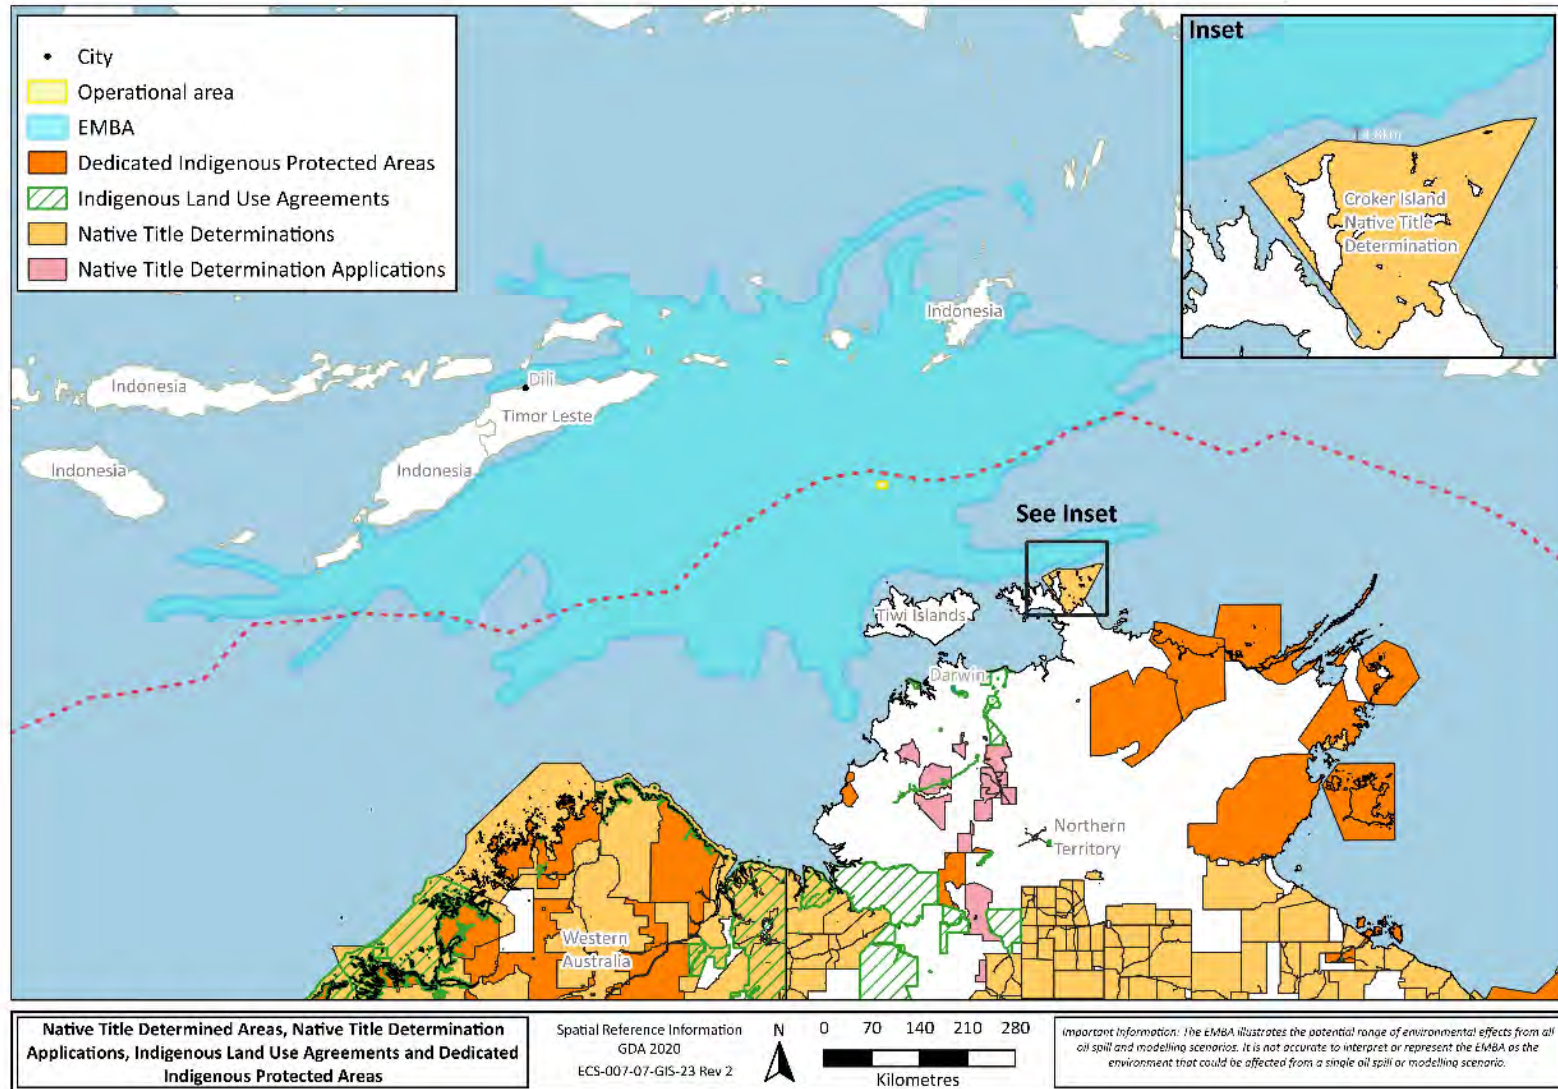 City
Operational area
EMBA
Dedicated Indigenous Protected Areas
Indigenous Land Use Agreements
Native Title Determinations
Native Title Determination Applications
Inset
Croker Island
Native Title
Determination
Indonesia
Indonesia
Dili
Timor Leste
Indonesia
Indonesia
See Inset
Tiwi Islands
Darwin
Northern
Territory
Western
Australia
Native Title Determined Areas, Native Title Determination
Applications, Indigenous Land Use Agreements and Dedicated
Indigenous Protected Areas
Spatial Reference Information
GDA 2020
ECS-007-07-GIS-23 Rev 2
N
0 70 140 210 280
Kilometres
Important Information: The EMBA illustrates the potential range of environmental effects from all
oil spill and modelling scenarios. It is not accurate to interpret or represent the EMBA as the
environment that could be affected from a single oil spill or modelling scenario.